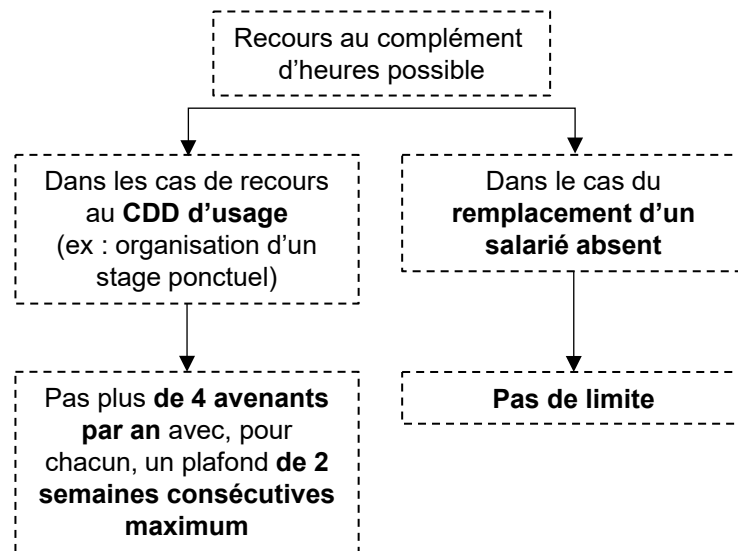 Recours au complément
d’heures possible
Dans les cas de recours
au CDD d’usage
(ex : organisation d’un
stage ponctuel)
Dans le cas du
remplacement d’un
salarié absent
Pas plus de 4 avenants
par an avec, pour
chacun, un plafond de 2
semaines consécutives
maximum
Pas de limite